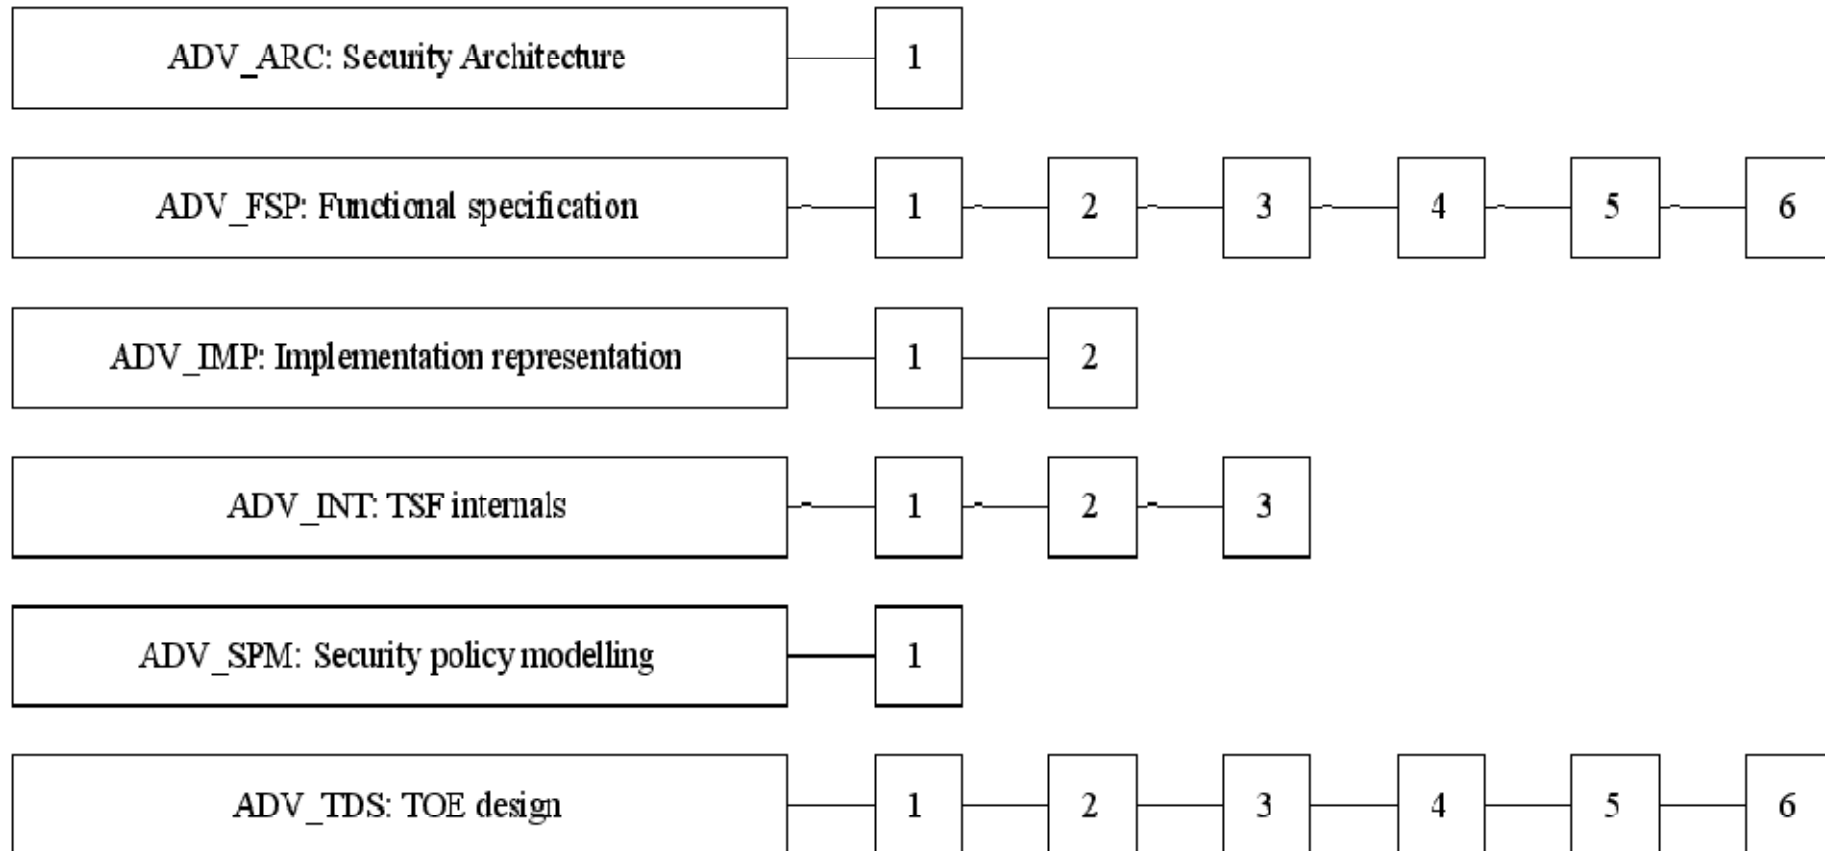 ADV_ARC: Security Architecture 1
ADV_FSP: Functional specification 1 2 3 4 5 6
ADV_IMP: Implementation representation 1 2
ADV_INT: TSF internals 1 2 3
ADV_SPM: Security policy modelling 1
ADV_TDS: TOE design 1 2 3 4 5 6